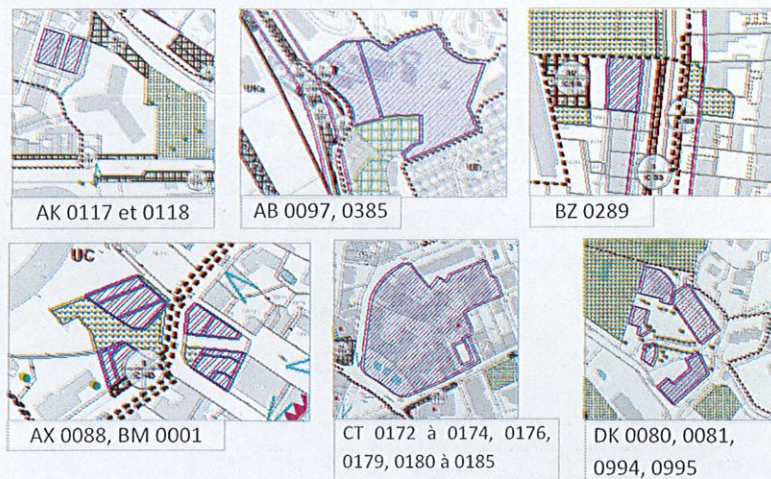 AK 0117 et 0118
AB 0097, 0385
BZ 0289
UC
AX 0088, BM 0001
CT 0172 à 0174, 0176,
0179, 0180 à 0185
DK 0080, 0081,
0994, 0995